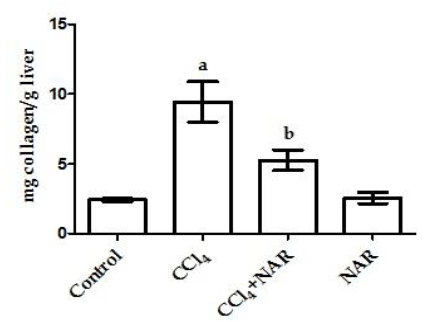 mg collagen/g liver
15
10
5
0
a
b
Control
CCl₄
CCl₄+NAR
NAR